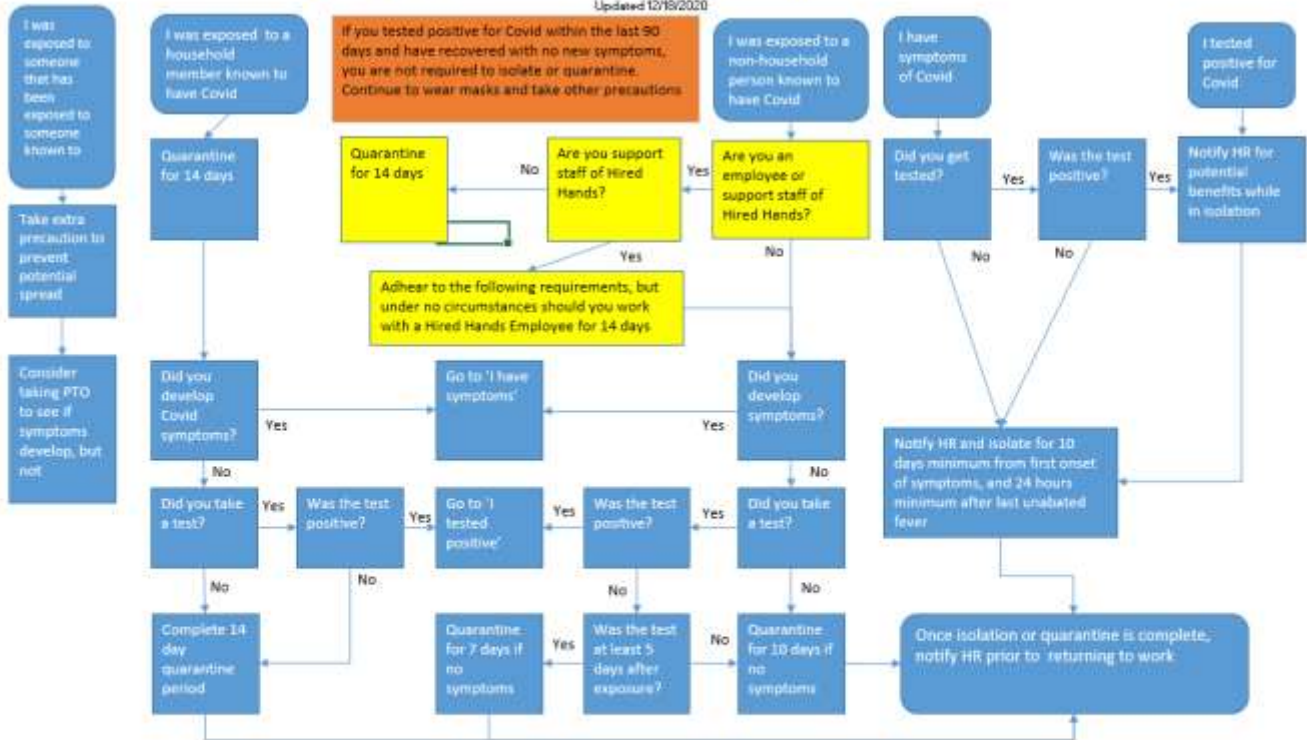 Updated 12/18/2020
I was
exposed to
someone
that has
been
exposed to
someone
known to
I was exposed to a
household
member known to
have Covid
If you tested positive for Covid within the last 90
days and have recovered with no new symptoms,
you are not required to isolate or quarantine.
Continue to wear masks and take other precautions
I was exposed to a
non-household
person known to
have Covid
I have
symptoms
of Covid
I tested
positive for
Covid
Quarantine
for 14 days
Quarantine
for 14 days
No
Are you support
staff of Hired
Hands?
Yes
Are you an
employee or
support staff of
Hired Hands?
Did you get
tested?
Yes
Was the test
positive?
Yes
Notify HR for
potential
benefits while
in isolation
Take extra
precaution to
prevent
potential
spread
Yes
No
No
No
Adhear to the following requirements, but
under no circumstances should you work
with a Hired Hands Employee for 14 days
Consider
taking PTO
to see if
symptoms
develop, but
not
Did you
develop
Covid
symptoms?
Yes
Go to 'I have
symptoms'
Yes
Did you
develop
symptoms?
Notify HR and isolate for 10
days minimum from first onset
of symptoms, and 24 hours
minimum after last unabated
fever
No
No
Did you take
a test?
Yes
Was the test
positive?
Yes
Go to 'I
tested
positive'
Yes
Was the test
positive?
Yes
Did you take
a test?
No
No
No
No
Complete 14
day
quarantine
period
Quarantine
for 7 days if
no
symptoms
Yes
Was the test
at least 5
days after
exposure?
No
Quarantine
for 10 days if
no
symptoms
Once isolation or quarantine is complete,
notify HR prior to returning to work